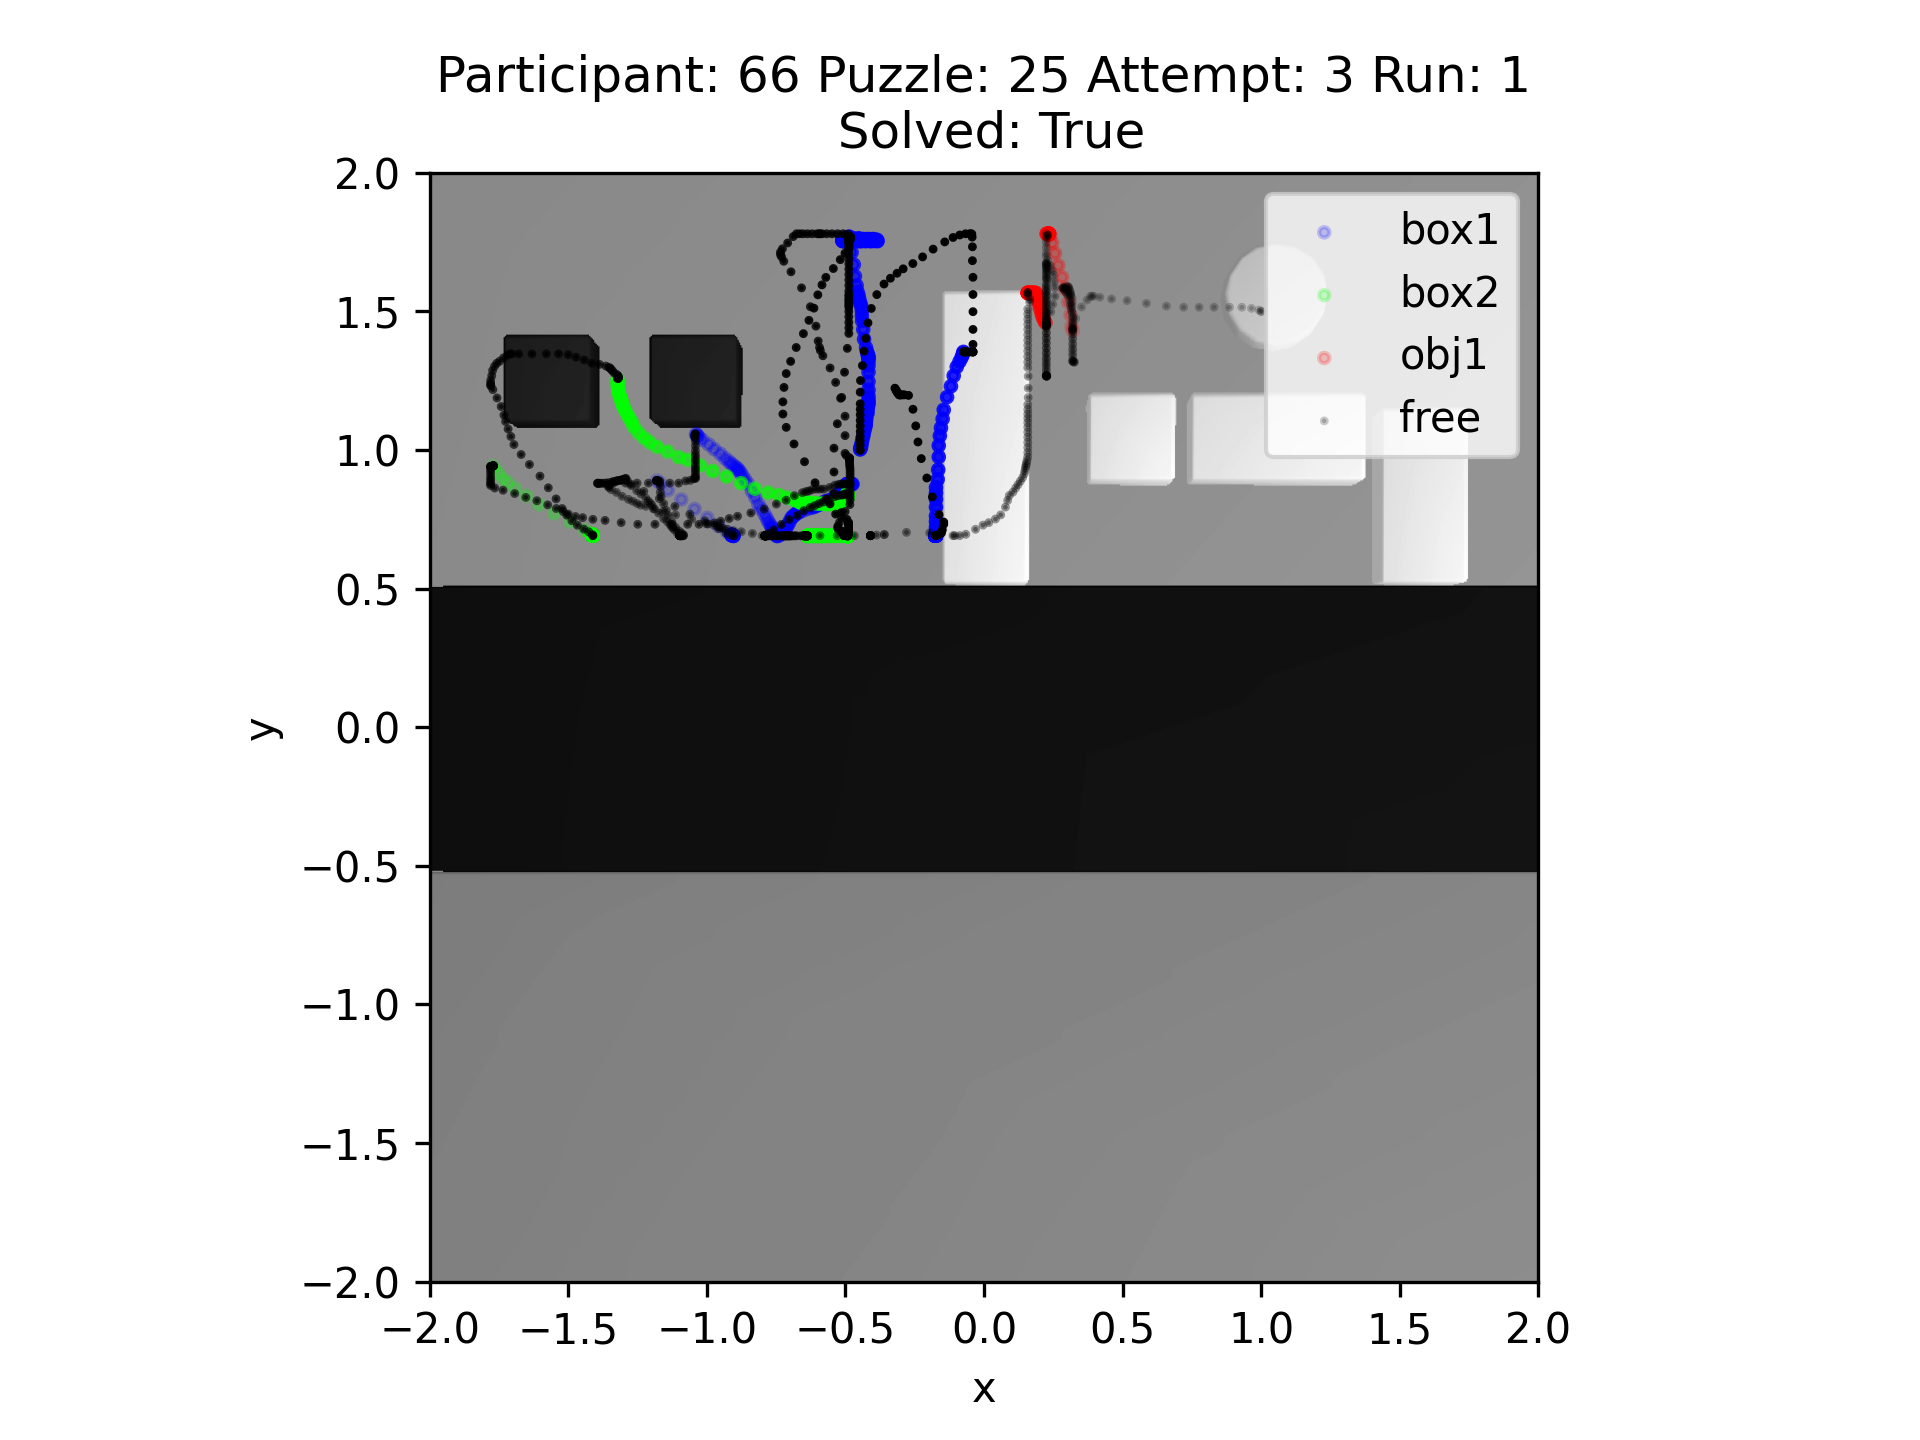 Participant: 66 Puzzle: 25 Attempt: 3 Run: 1
Solved: True
2.0
1.5
1.0
0.5
0.0
−0.5
−1.0
−1.5
−2.0
y
box1
box2
obj1
free
−2.0 −1.5 −1.0 −0.5 0.0 0.5 1.0 1.5 2.0
x